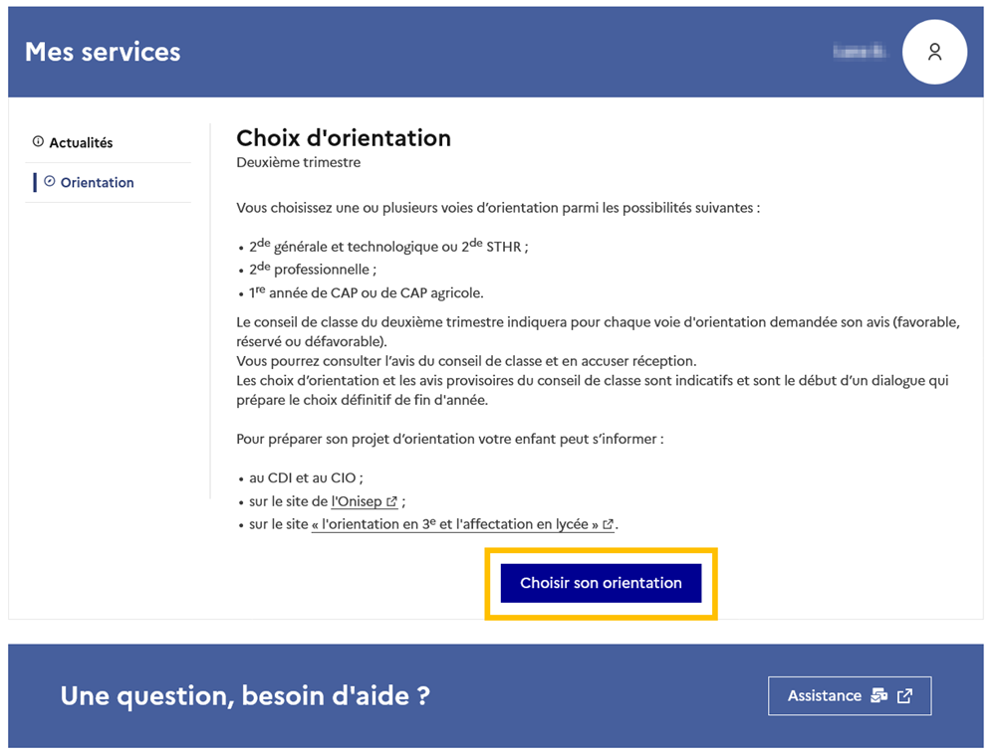 Mes services
Actualités
Orientation
Choix d'orientation
Deuxième trimestre
Vous choisissez une ou plusieurs voies d’orientation parmi les possibilités suivantes :
• 2de générale et technologique ou 2de STHR ;
• 2de professionnelle ;
• 1re année de CAP ou de CAP agricole.
Le conseil de classe du deuxième trimestre indiquera pour chaque voie d'orientation demandée son avis (favorable,
réservé ou défavorable).
Vous pourrez consulter l’avis du conseil de classe et en accuser réception.
Les choix d’orientation et les avis provisoires du conseil de classe sont indicatifs et sont le début d’un dialogue qui
prépare le choix définitif de fin d'année.
Pour préparer son projet d’orientation votre enfant peut s’informer :
• au CDI et au CIO ;
• sur le site de l'Onisep ;
• sur le site « l'orientation en 3e et l'affectation en lycée » .
Choisir son orientation
Une question, besoin d'aide ?
Assistance